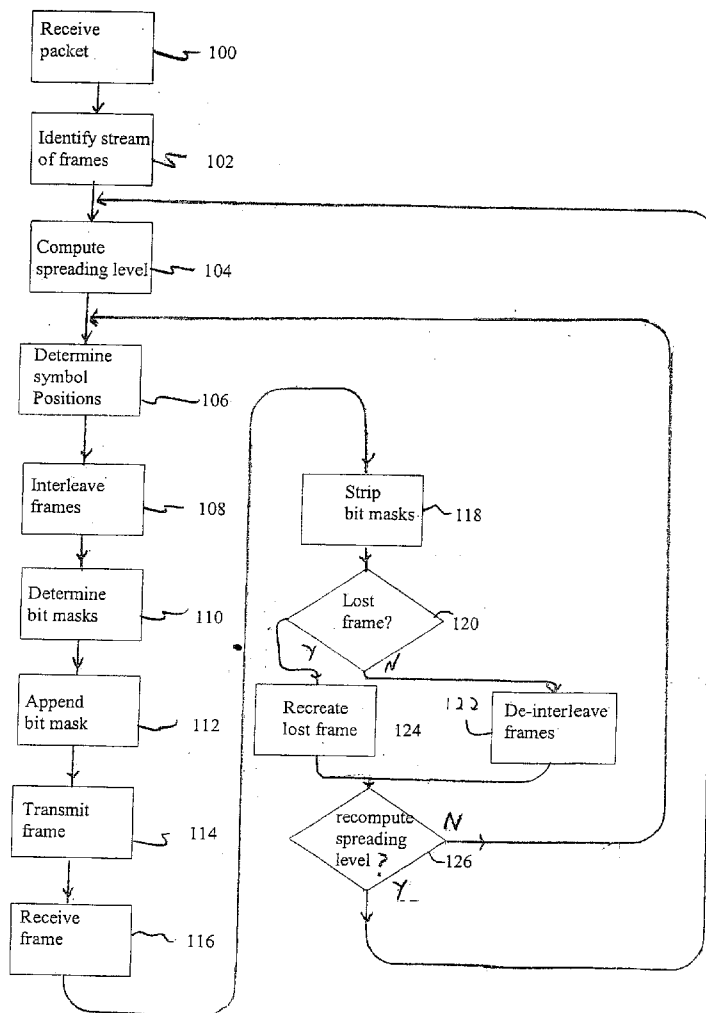 Receive
packet
100
Identify stream
of frames
102
Compute
spreading level
104
Determine
symbol
Positions
106
Interleave
frames
108
Determine
bit masks
110
Append
bit mask
112
Transmit
frame
114
Receive
frame
116
Strip
bit masks
118
Lost
frame?
120
Y
N
Recreate
lost frame
124
122
De-interleave
frames
recompute
spreading
level?
126
N
Y